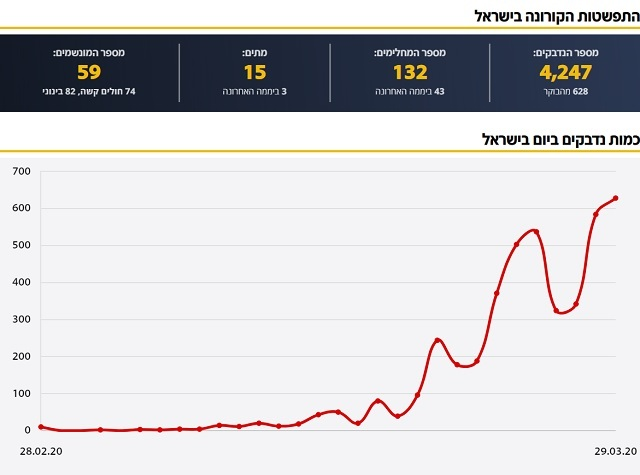 התפשטות הקורונה בישראל
מספר הנדבקים:
4,247
628 מהבוקר
מספר המחלימים:
132
43 ביממה האחרונה
מתים:
15
3 ביממה האחרונה
מספר המונשמים:
59
74 חולים קשה, 82 בינוני
כמות נדבקים ביום בישראל
700
600
500
400
300
200
100
0
28.02.20
29.03.20